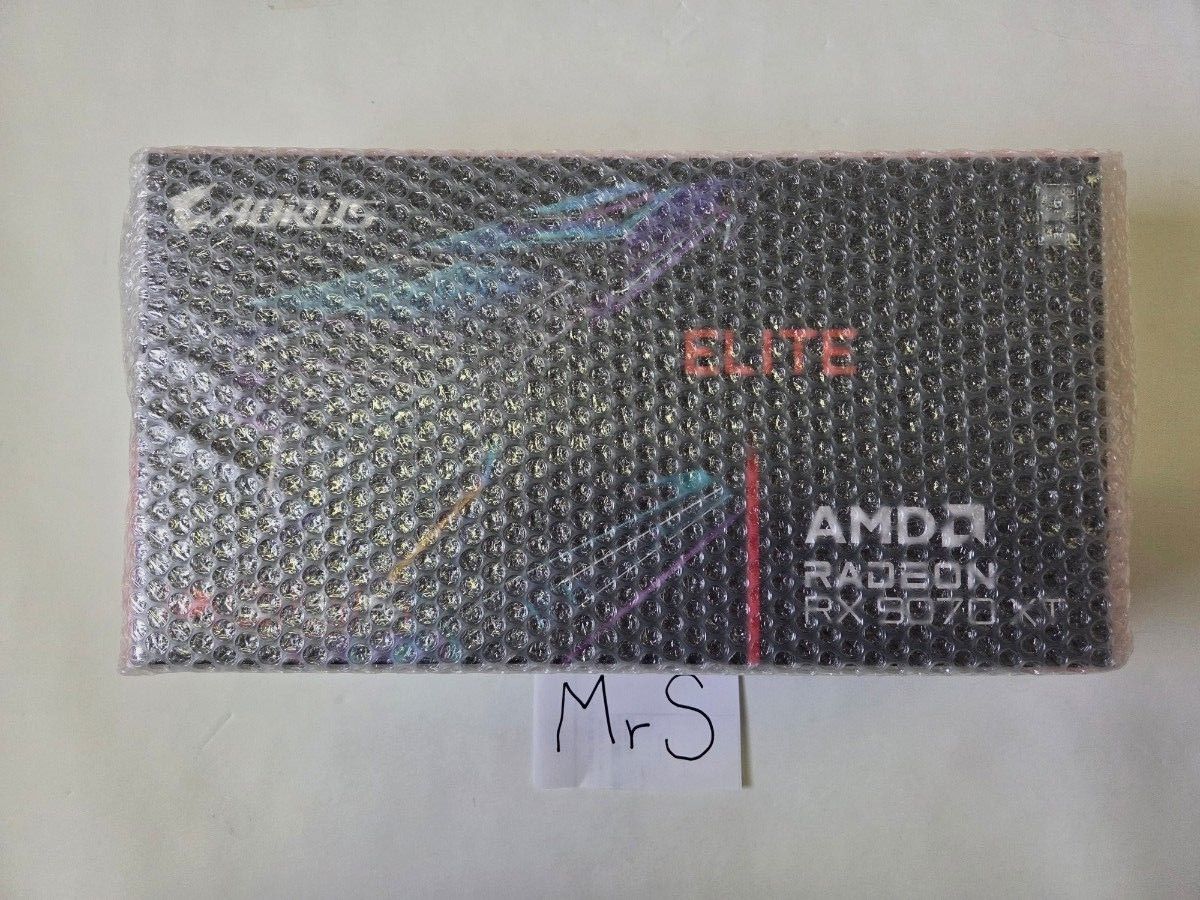 AORUS
ELITE
AMD
RADEON
RX 9070 XT
MrS